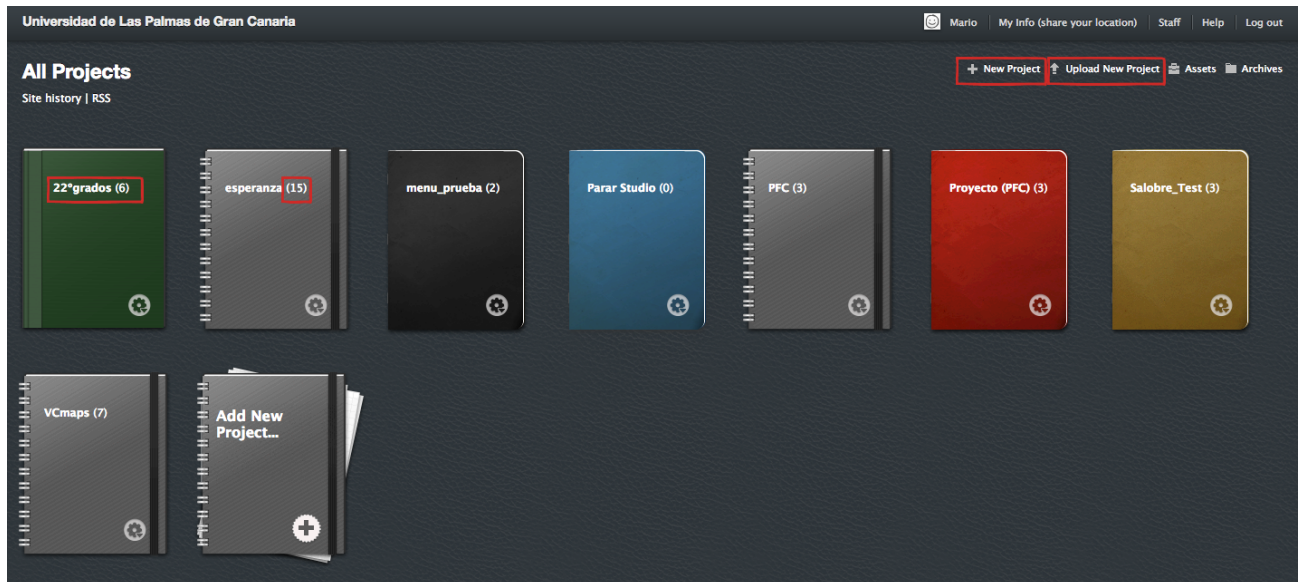 Universidad de Las Palmas de Gran Canaria
Mario My Info (share your location) Staff Help Log out
All Projects
New Project Upload New Project Assets Archives
Site history | RSS
22°grados (6)
esperanza (15)
menu_prueba (2)
Parar Studio (0)
PFC (3)
Proyecto (PFC) (3)
Salobre_Test (3)
VCmaps (7)
Add New
Project...